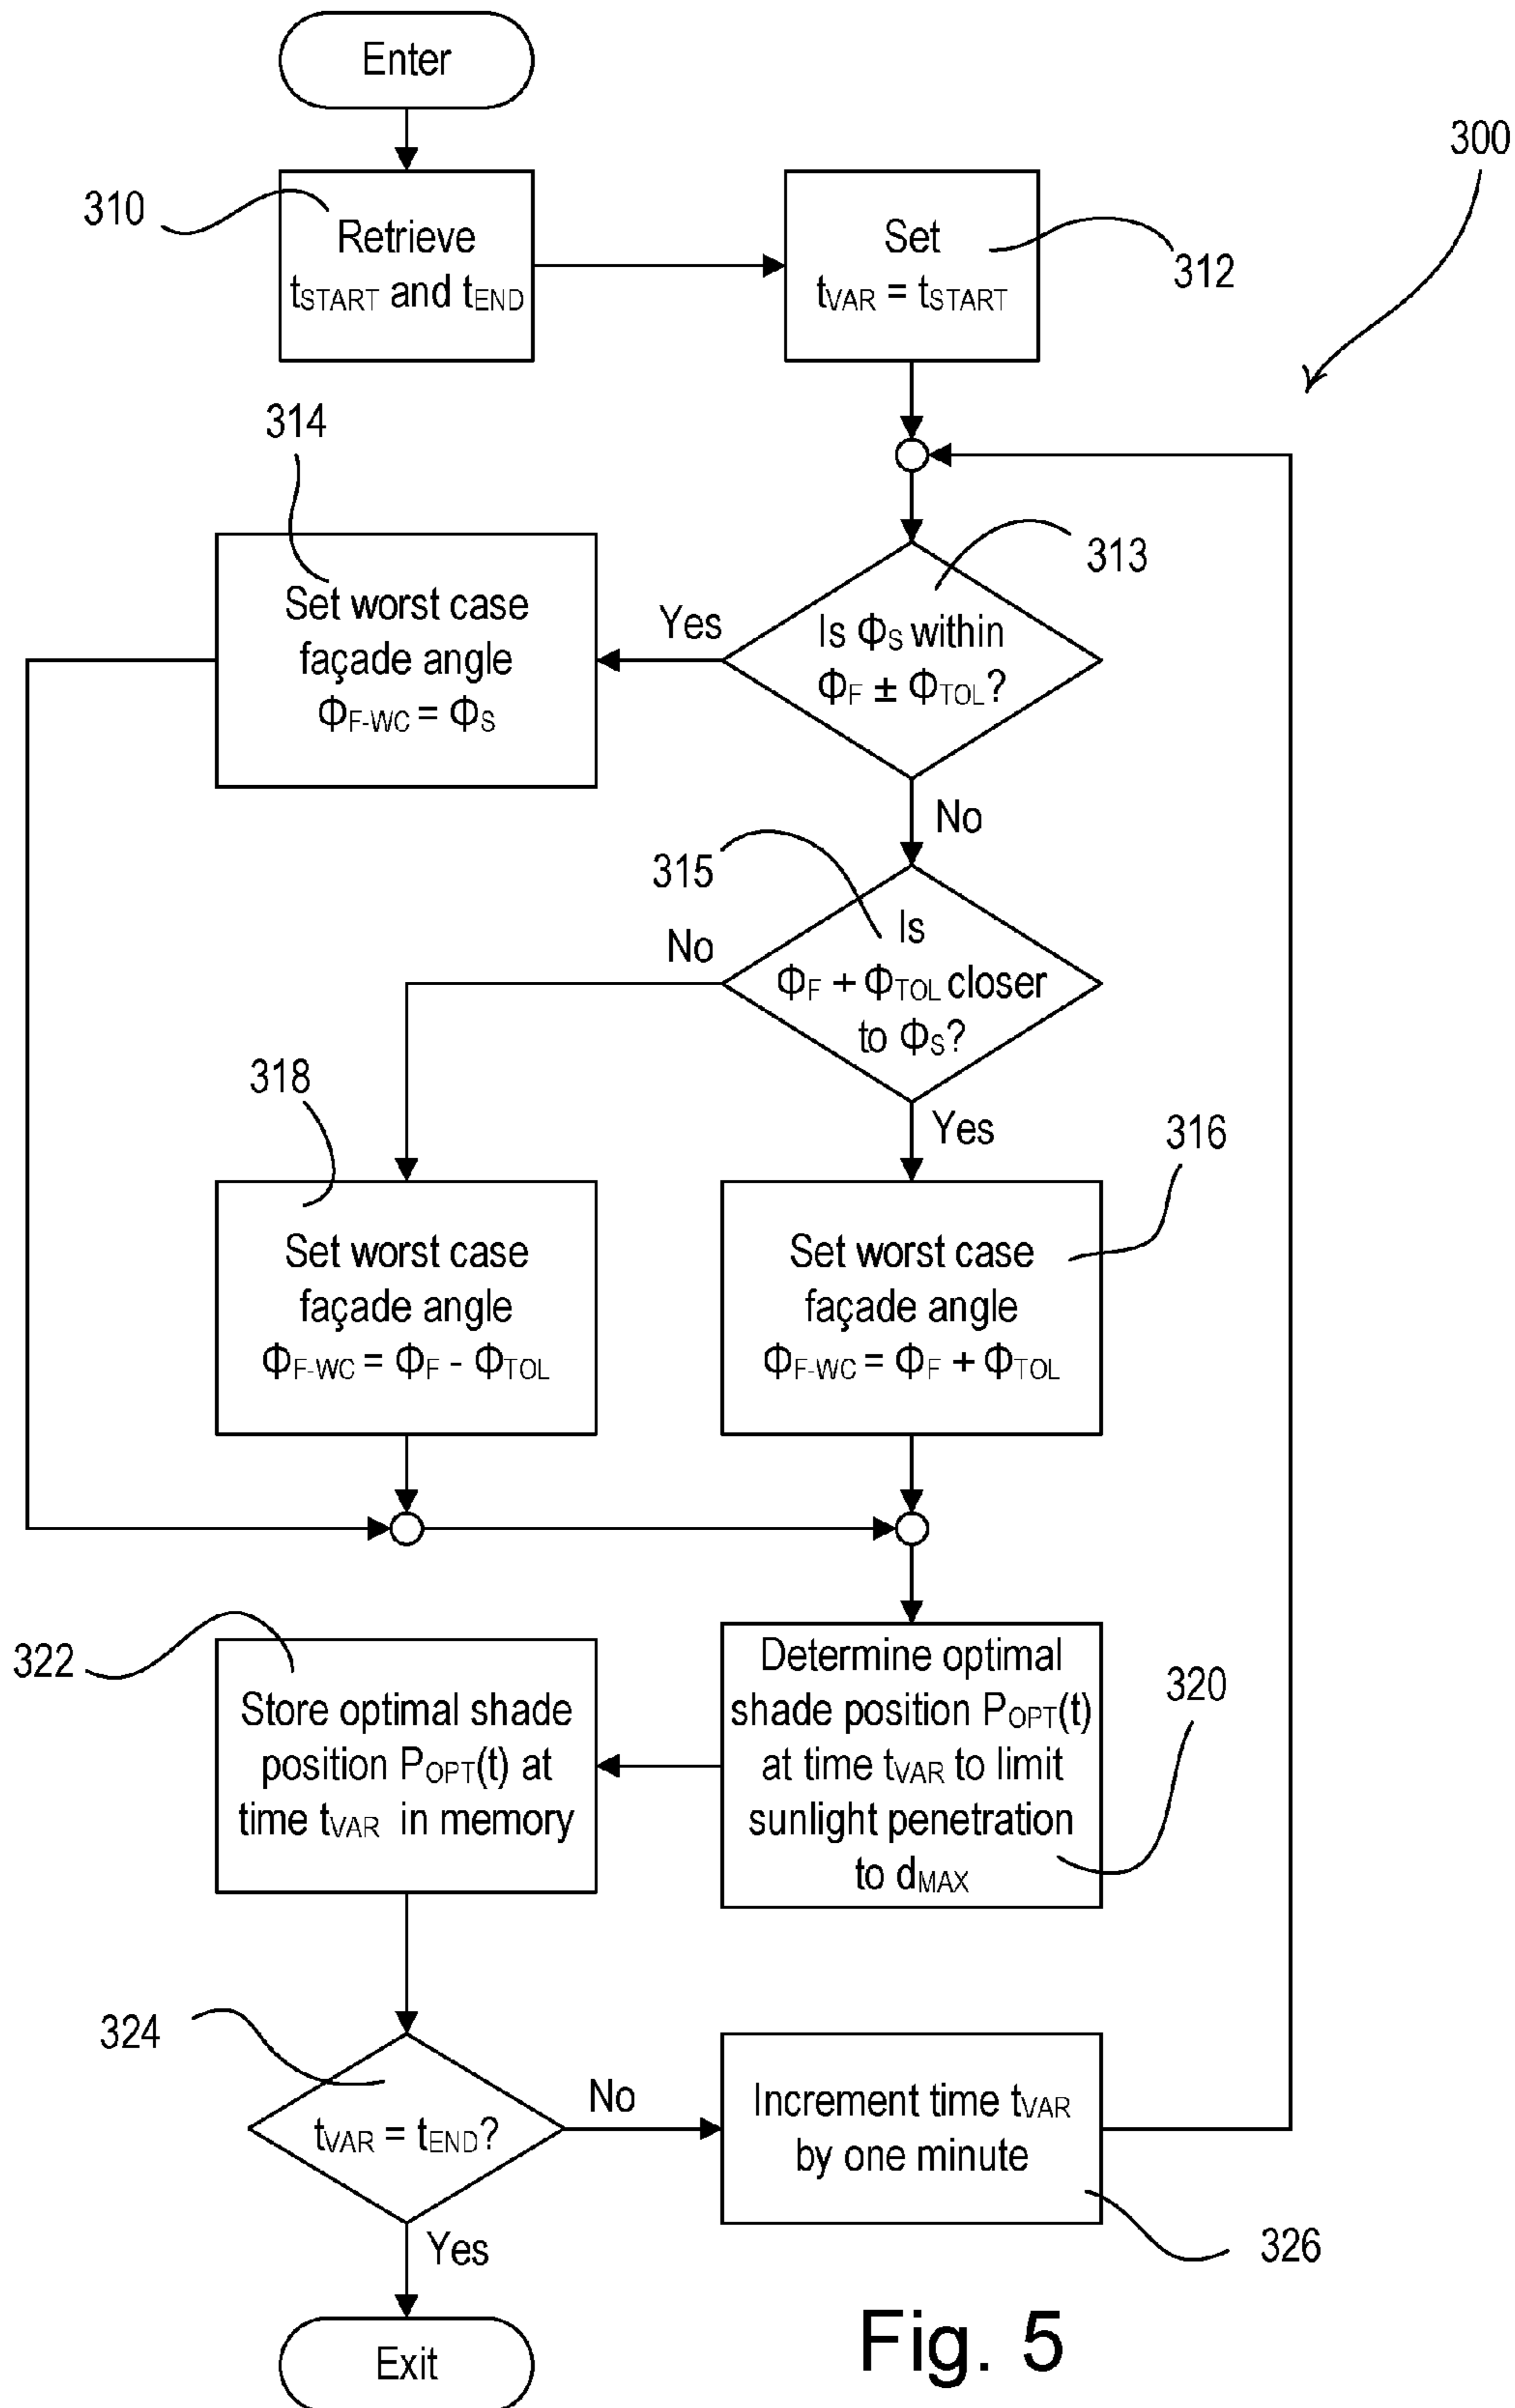 Enter
300
310
Retrieve
tSTART and tEND
Set
tVAR = tSTART
312
314
Set worst case
façade angle
ΦF-WC = ΦS
Yes
313
Is ΦS within
ΦF ± ΦTOL?
No
315
Is
ΦF + ΦTOL closer
to ΦS?
No
Yes
318
Set worst case
façade angle
ΦF-WC = ΦF - ΦTOL
316
Set worst case
façade angle
ΦF-WC = ΦF + ΦTOL
320
Determine optimal
shade position POPT(t)
at time tVAR to limit
sunlight penetration
to dMAX
322
Store optimal shade
position POPT(t) at
time tVAR in memory
324
tVAR = tEND?
No
Increment time tVAR
by one minute
326
Yes
Exit
Fig. 5